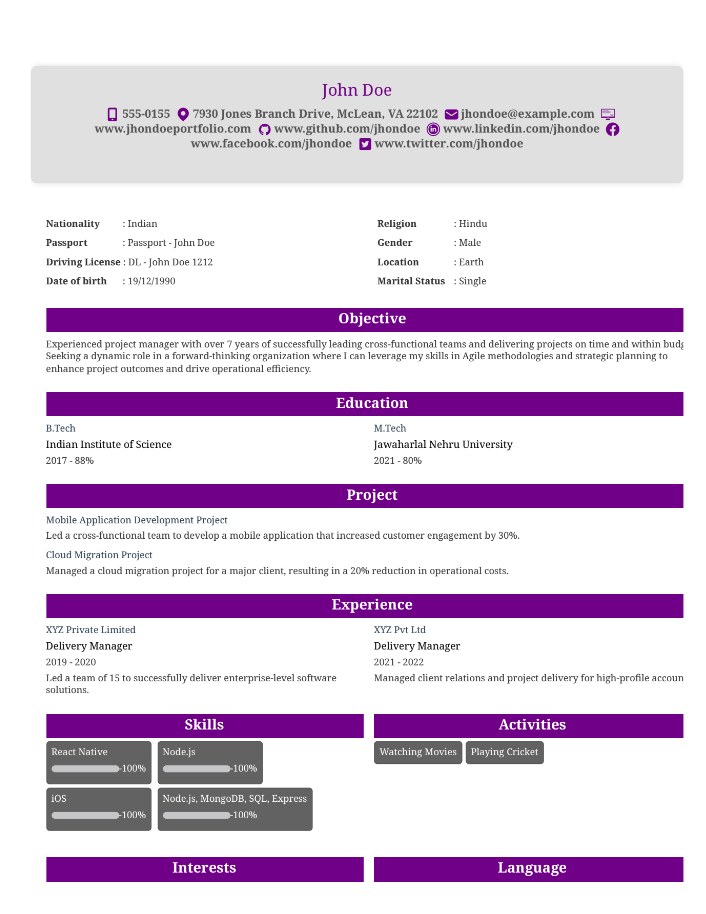 John Doe
555-0155 7930 Jones Branch Drive, McLean, VA 22102 jhondoe@example.com
www.jhondoeportfolio.com www.github.com/jhondoe www.linkedin.com/jhondoe
www.facebook.com/jhondoe www.twitter.com/jhondoe
Nationality : Indian
Religion : Hindu
Passport : Passport - John Doe
Gender : Male
Driving License : DL - John Doe 1212
Location : Earth
Date of birth : 19/12/1990
Marital Status : Single
Objective
Experienced project manager with over 7 years of successfully leading cross-functional teams and delivering projects on time and within budg
Seeking a dynamic role in a forward-thinking organization where I can leverage my skills in Agile methodologies and strategic planning to
enhance project outcomes and drive operational efficiency.
Education
B.Tech
Indian Institute of Science
2017 - 88%
M.Tech
Jawaharlal Nehru University
2021 - 80%
Project
Mobile Application Development Project
Led a cross-functional team to develop a mobile application that increased customer engagement by 30%.
Cloud Migration Project
Managed a cloud migration project for a major client, resulting in a 20% reduction in operational costs.
Experience
XYZ Private Limited
Delivery Manager
2019 - 2020
Led a team of 15 to successfully deliver enterprise-level software
solutions.
XYZ Pvt Ltd
Delivery Manager
2021 - 2022
Managed client relations and project delivery for high-profile accoun
Skills
React Native
-100%
Node.js
-100%
iOS
-100%
Node.js, MongoDB, SQL, Express
-100%
Activities
Watching Movies
Playing Cricket
Interests
Language